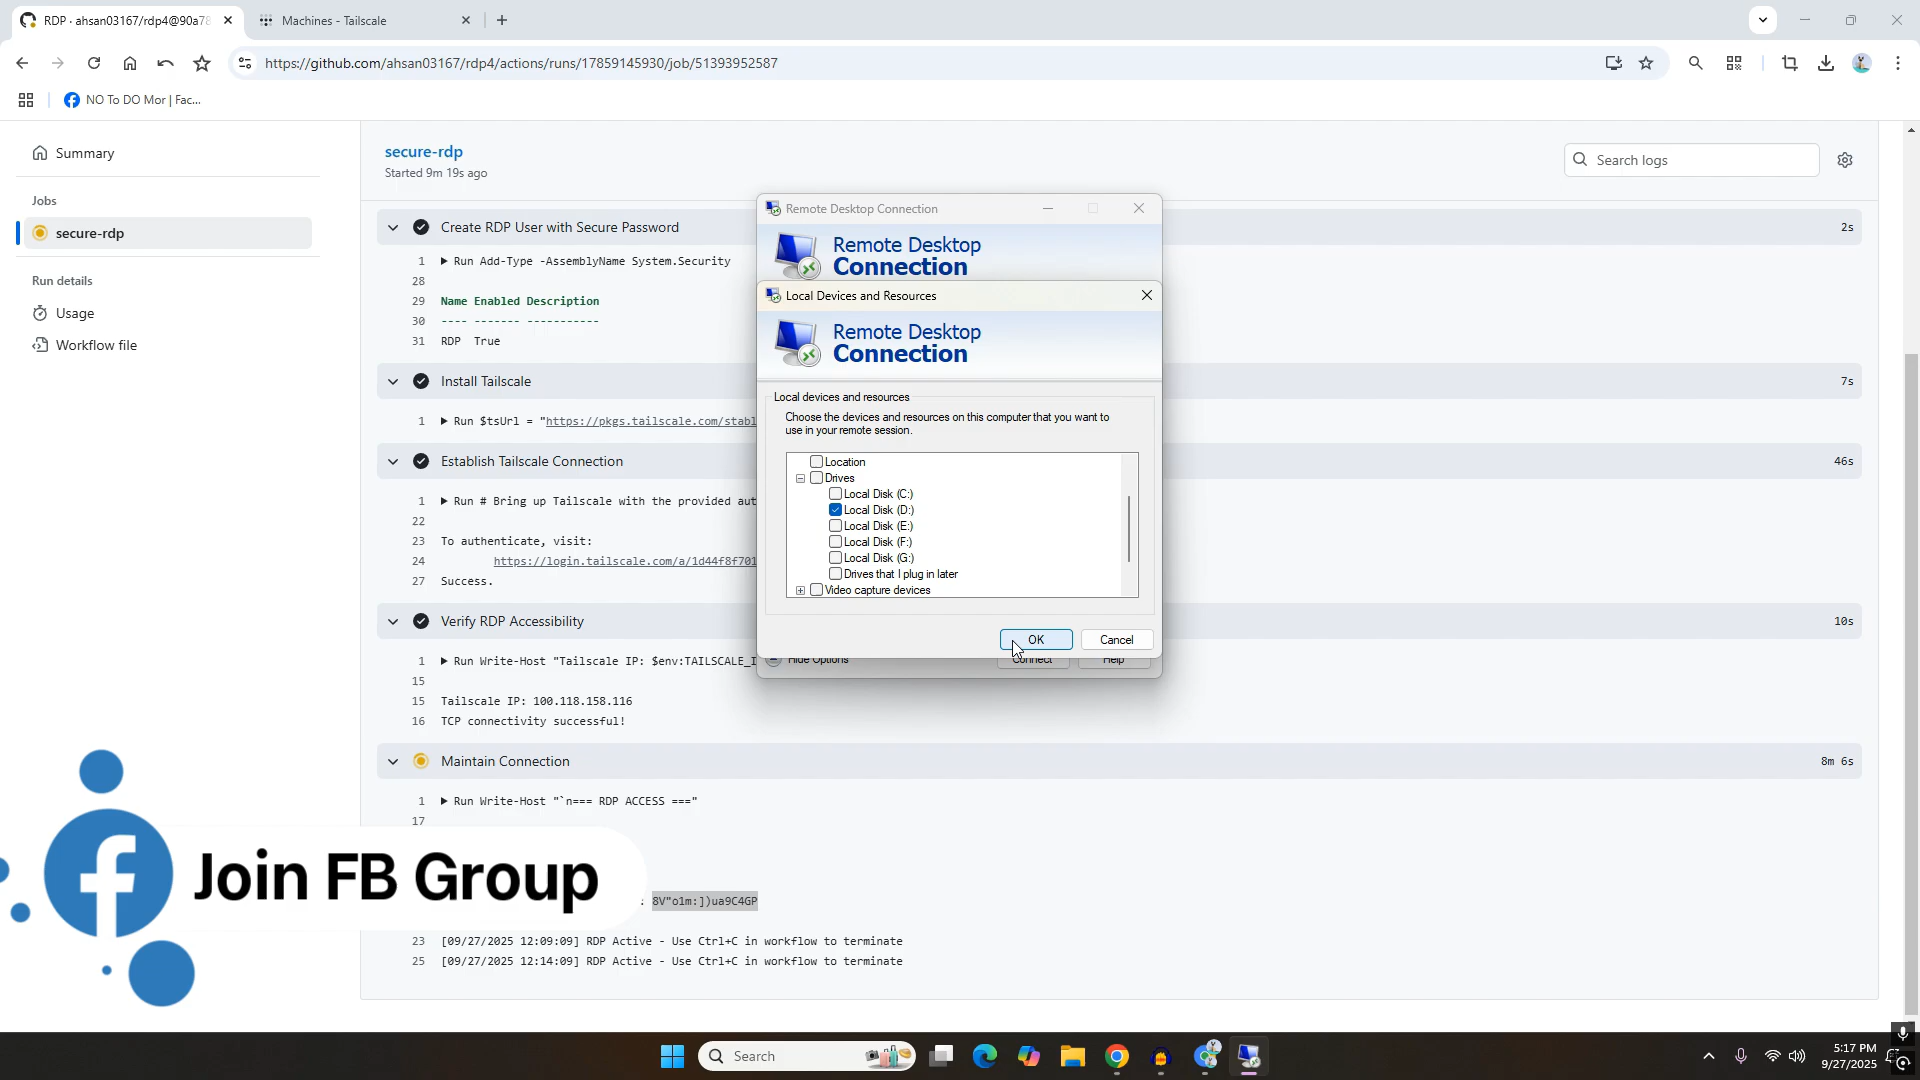 RDP · ahsan03167/rdp4@90a78
Machines - Tailscale
https://github.com/ahsan03167/rdp4/actions/runs/17859145930/job/51393952587
NO To DO Mor | Fac...
Summary
Jobs
secure-rdp
Run details
Usage
Workflow file
secure-rdp
Started 9m 19s ago
Search logs
Create RDP User with Secure Password
2s
1 Run Add-Type -AssemblyName System.Security
28
29 Name Enabled Description
30 ---- ------- -----------
31 RDP True
Install Tailscale
7s
1 Run $tsUrl = "https://pkgs.tailscale.com/stabl
Establish Tailscale Connection
46s
1 Run # Bring up Tailscale with the provided aut
22
23 To authenticate, visit:
24 https://login.tailscale.com/a/1d44f8f701
27 Success.
Verify RDP Accessibility
10s
1 Run Write-Host "Tailscale IP: $env:TAILSCALE_I
15
15 Tailscale IP: 100.118.158.116
16 TCP connectivity successful!
Maintain Connection
8m 6s
1 Run Write-Host "`n=== RDP ACCESS ==="
17
: 8V"o1m:])ua9C4GP
23 [09/27/2025 12:09:09] RDP Active - Use Ctrl+C in workflow to terminate
25 [09/27/2025 12:14:09] RDP Active - Use Ctrl+C in workflow to terminate
Remote Desktop Connection
Remote Desktop
Connection
Local Devices and Resources
Remote Desktop
Connection
Local devices and resources
Choose the devices and resources on this computer that you want to
use in your remote session.
Location
Drives
Local Disk (C:)
Local Disk (D:)
Local Disk (E:)
Local Disk (F:)
Local Disk (G:)
Drives that I plug in later
Video capture devices
OK
Cancel
Hide Options
Connect
Help
Join FB Group
Search
5:17 PM
9/27/2025